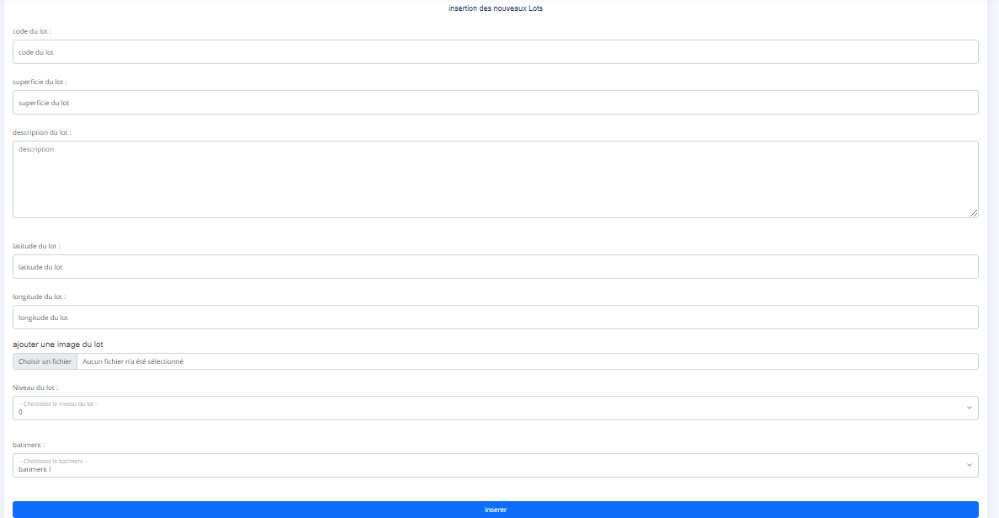 insertion des nouveaux Lots
code du lot :
code du lot
superficie du lot :
superficie du lot
description du lot :
description
latitude du lot :
latitude du lot
longitude du lot :
longitude du lot
ajouter une image du lot
Choisir un fichier Aucun fichier n'a été sélectionné
Niveau du lot :
-- Choisissez le niveau du lot --
0
batiment :
-- Choisissez le batiment --
batiment I
inserer